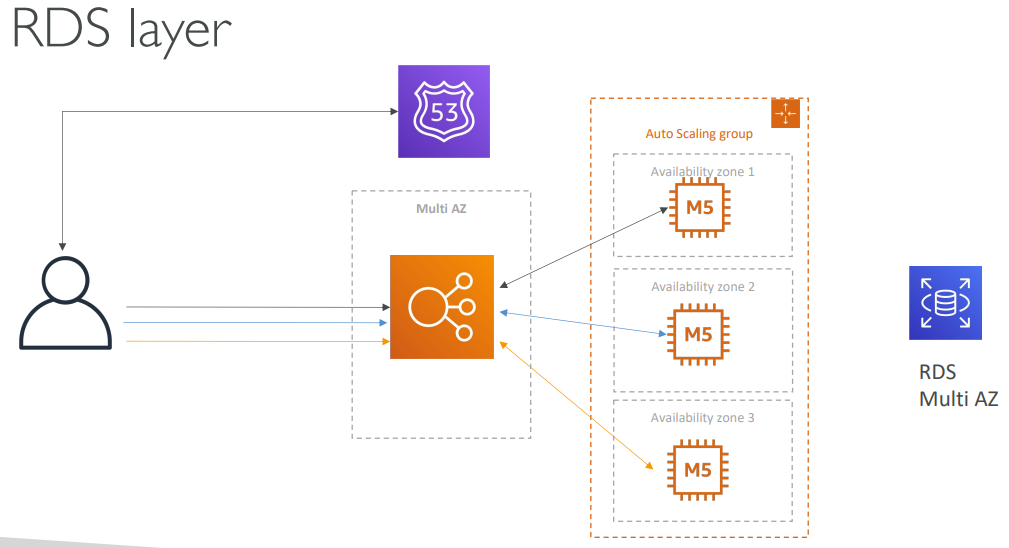 RDS layer
53
Auto Scaling group
Availability zone 1
M5
Multi AZ
Availability zone 2
M5
RDS
Multi AZ
Availability zone 3
M5